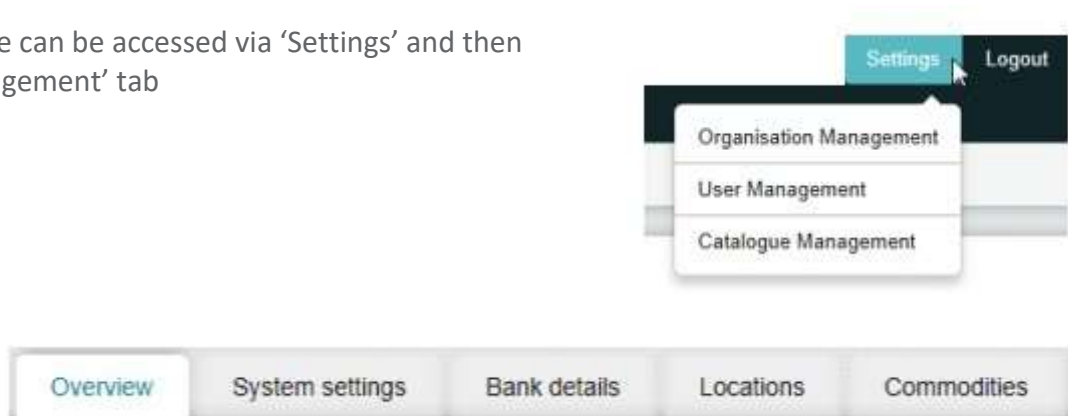 e can be accessed via ‘Settings’ and then
gement’ tab
Settings Logout
Organisation Management
User Management
Catalogue Management
Overview System settings Bank details Locations Commodities